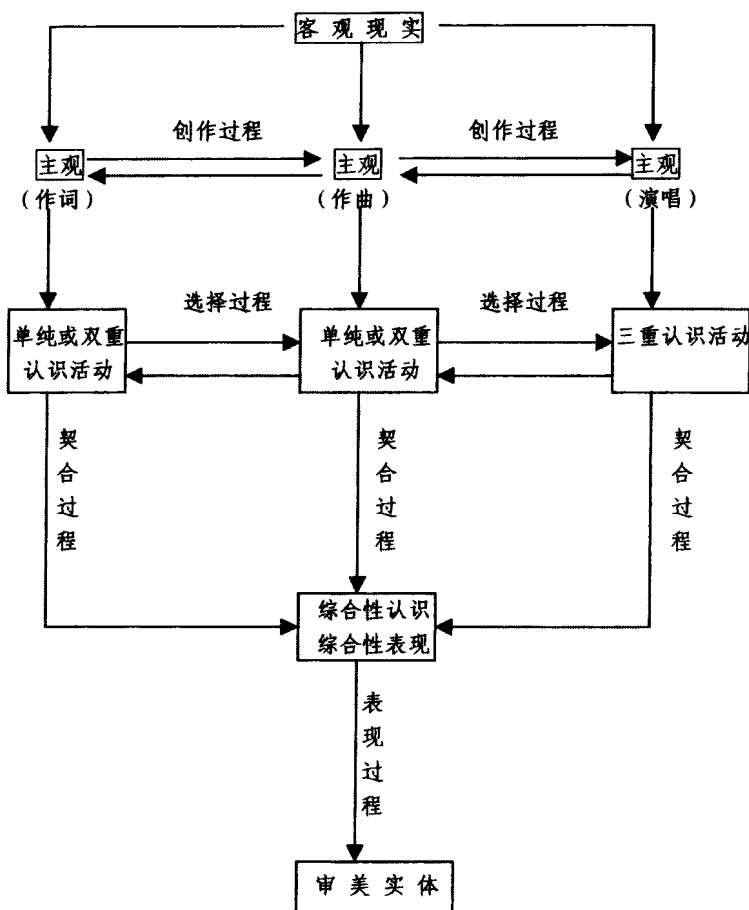 客观现实
创作过程 创作过程
主观 主观 主观
（作词） （作曲） （演唱）
选择过程 选择过程
单纯或双重 单纯或双重 三重认识活动
认识活动 认识活动
契合过程 契合过程 契合过程
综合性认识
综合性表现
表现过程
审美实体